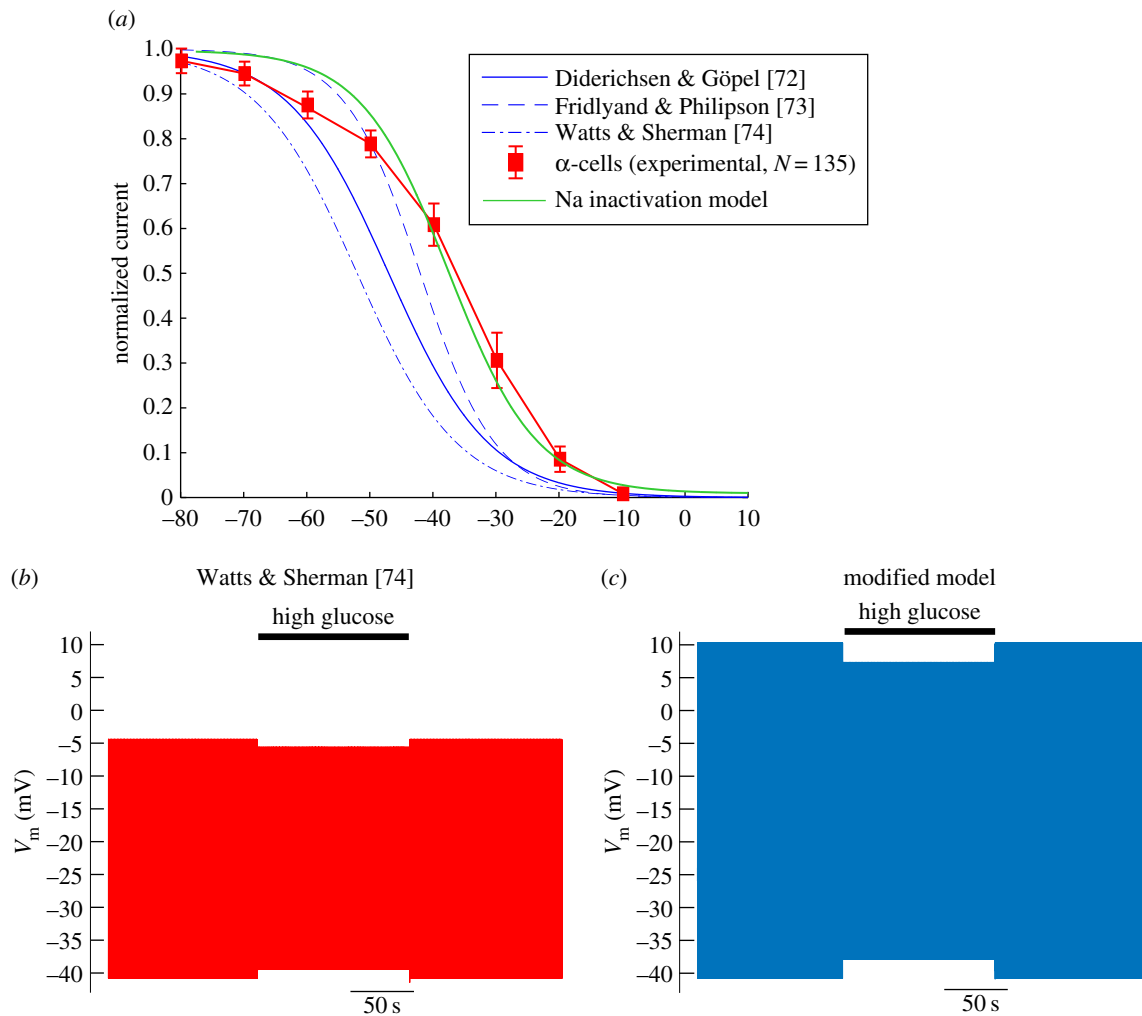 (a)
1.0
0.9
0.8
0.7
0.6
0.5
0.4
0.3
0.2
0.1
0
normalized current
–80 –70 –60 –50 –40 –30 –20 –10 0 10
Diderichsen & Göpel [72]
Fridlyand & Philipson [73]
Watts & Sherman [74]
α-cells (experimental, N = 135)
Na inactivation model
(b)
Watts & Sherman [74]
high glucose
10
5
0
–5
–10
–15
–20
–25
–30
–35
–40
Vm (mV)
50 s
(c)
modified model
high glucose
10
5
0
–5
–10
–15
–20
–25
–30
–35
–40
Vm (mV)
50 s